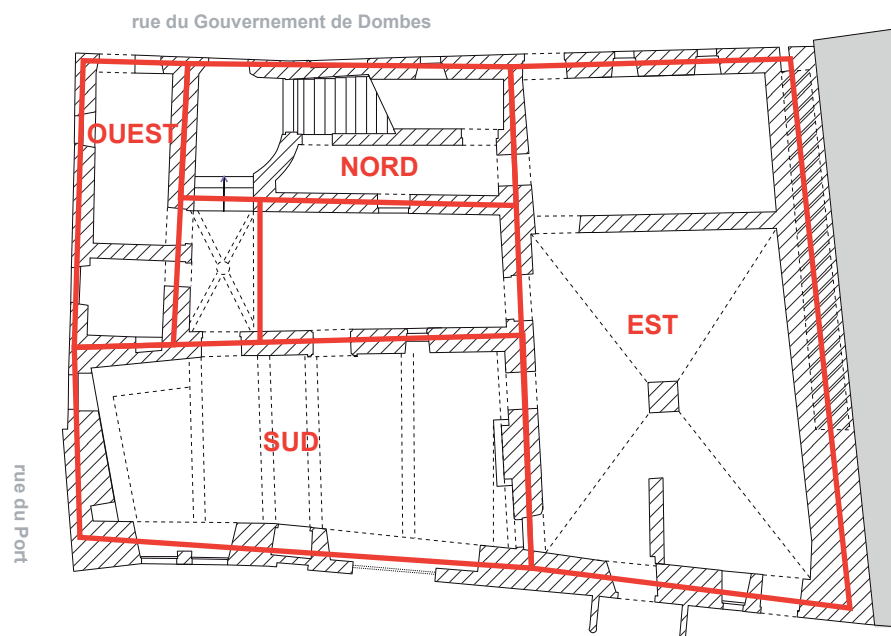 rue du Gouvernement de Dombes
OUEST
NORD
EST
SUD
rue du Port